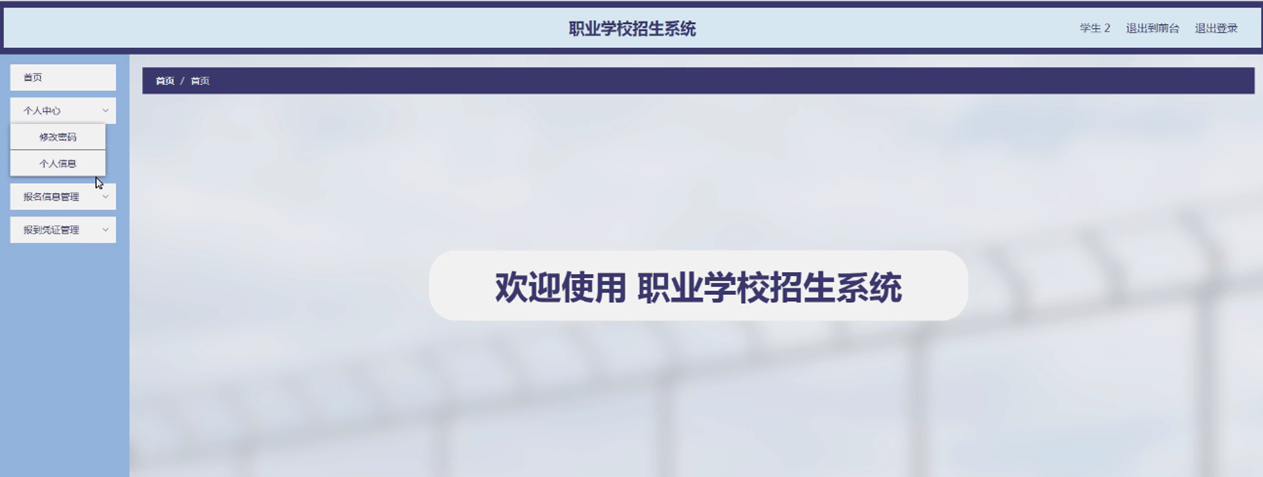 职业学校招生系统
学生 2 退出到前台 退出登录
首页
个人中心
修改密码
个人信息
报名信息管理
报到凭证管理
首页 / 首页
欢迎使用 职业学校招生系统